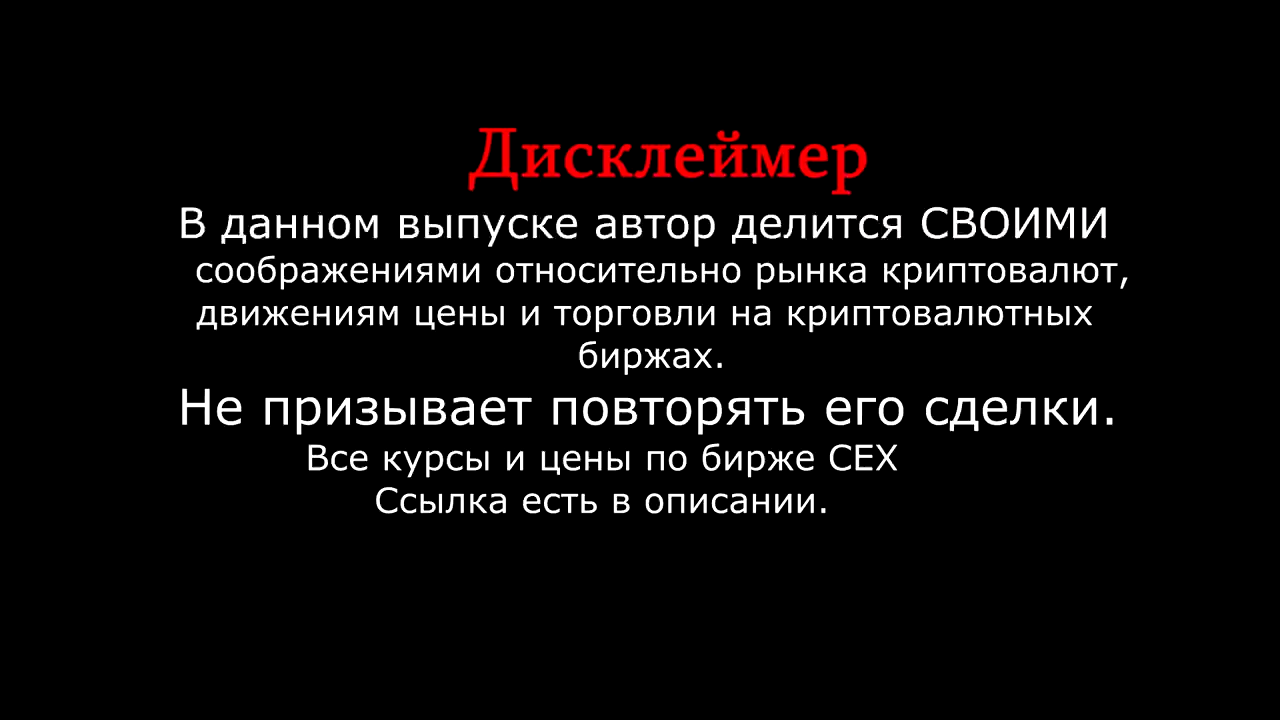 Дисклеймер
В данном выпуске автор делится СВОИМИ
соображениями относительно рынка криптовалют,
движениям цены и торговли на криптовалютных
биржах.
Не призывает повторять его сделки.
Все курсы и цены по бирже CEX
Ссылка есть в описании.